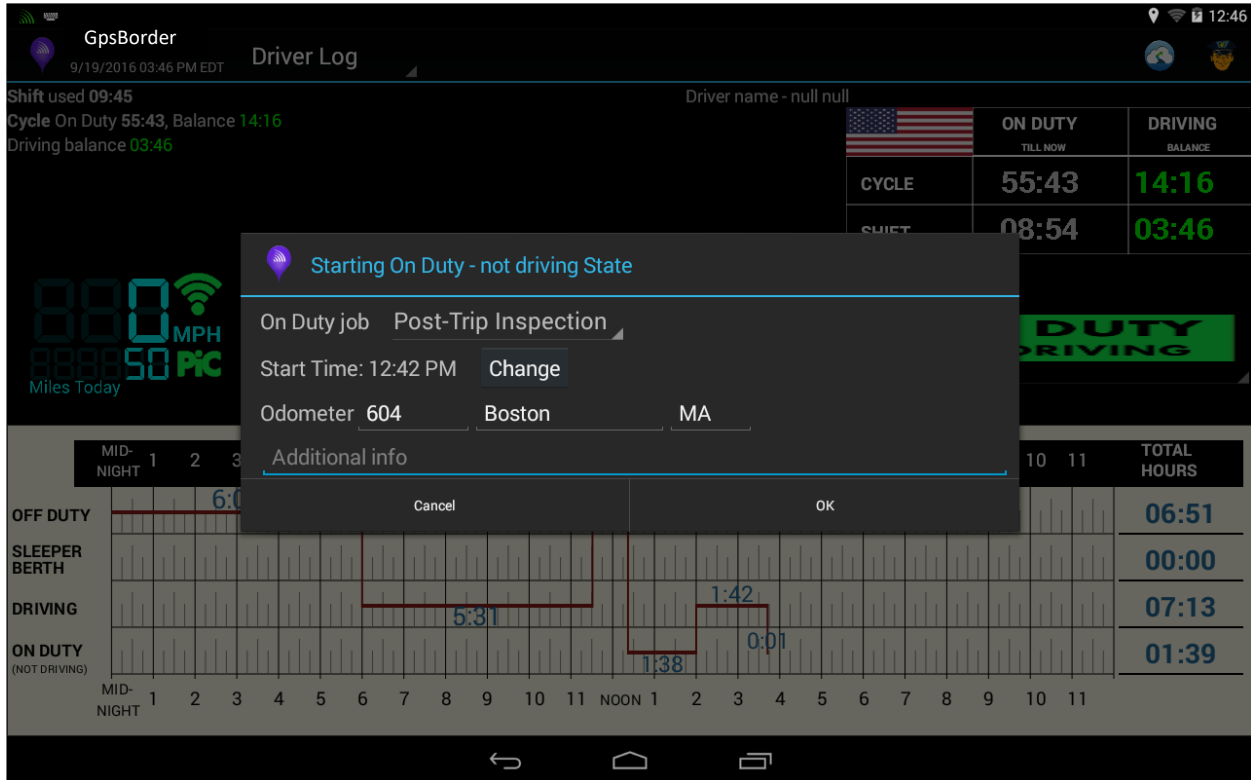 12:46
GpsBorder
9/19/2016 03:46 PM EDT
Driver Log
Shift used 09:45
Driver name - null null
Cycle On Duty 55:43, Balance 14:16
Driving balance 03:46
ON DUTY
TILL NOW
DRIVING
BALANCE
CYCLE 55:43 14:16
SHIFT 08:54 03:46
Starting On Duty - not driving State
On Duty job Post-Trip Inspection
Start Time: 12:42 PM Change
Odometer 604 Boston MA
Additional info
Cancel OK
0 MPH
50 PiC
Miles Today
DUTY
DRIVING
MID-NIGHT 1 2 3 10 11 TOTAL HOURS
OFF DUTY 06:51
SLEEPER BERTH 00:00
DRIVING 5:31 1:42 07:13
ON DUTY (NOT DRIVING) 1:38 0:01 01:39
MID-NIGHT 1 2 3 4 5 6 7 8 9 10 11 NOON 1 2 3 4 5 6 7 8 9 10 11